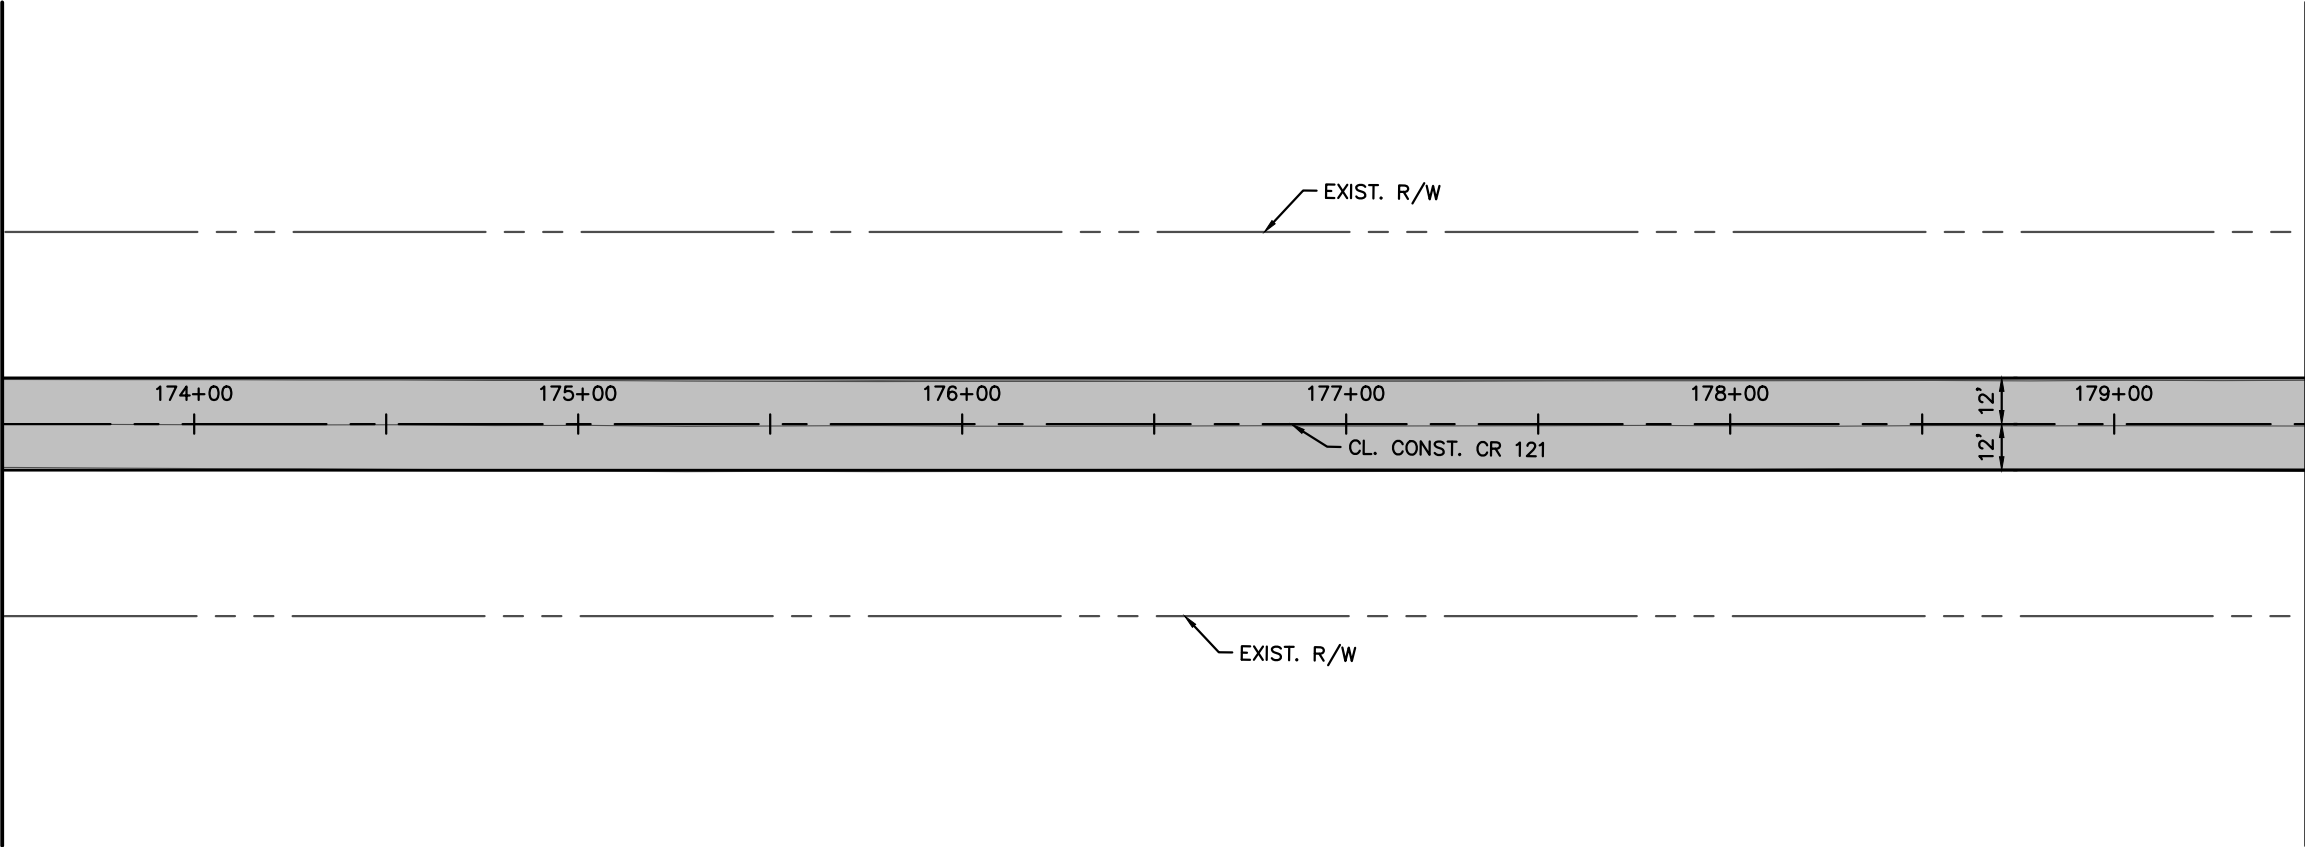 EXIST. R/W
174+00 175+00 176+00 177+00 178+00 12' 179+00
CL. CONST. CR 121 12'
EXIST. R/W